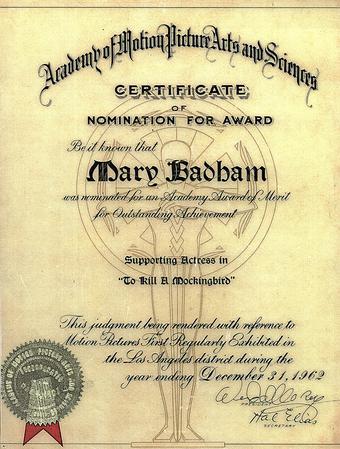 Academy of Motion Picture Arts and Sciences
CERTIFICATE
OF
NOMINATION FOR AWARD
Be it known that
Mary Badham
was nominated for an Academy Award of Merit
for Outstanding Achievement
Supporting Actress in
"To Kill A Mockingbird"
This judgment being rendered with reference to
Motion Pictures First Regularly Exhibited in
the Los Angeles district during the
year ending December 31, 1962
PRESIDENT
SECRETARY